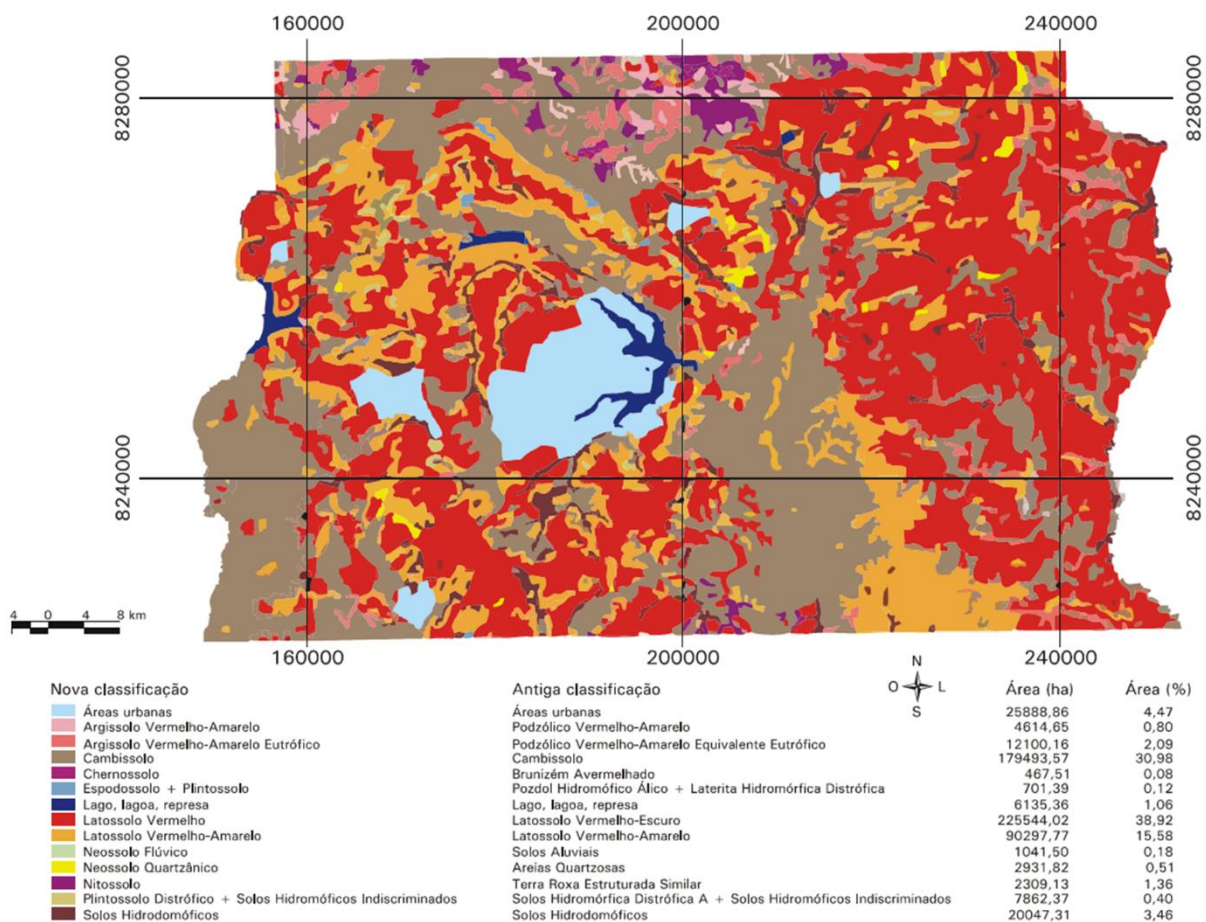 160000 200000 240000
8280000 8280000
8240000 8240000
4 0 4 8 km
160000 200000 240000
N
O L
S
Nova classificação Antiga classificação Área (ha) Área (%)
Áreas urbanas Áreas urbanas 25888,86 4,47
Argissolo Vermelho-Amarelo Podzólico Vermelho-Amarelo 4614,65 0,80
Argissolo Vermelho-Amarelo Eutrófico Podzólico Vermelho-Amarelo Equivalente Eutrófico 12100,16 2,09
Cambissolo Cambissolo 179493,57 30,98
Chernossolo Brunizém Avermelhado 467,51 0,08
Espodossolo + Plintossolo Pozdol Hidromófico Álico + Laterita Hidromórfica Distrófica 701,39 0,12
Lago, lagoa, represa Lago, lagoa, represa 6135,36 1,06
Latossolo Vermelho Latossolo Vermelho-Escuro 225544,02 38,92
Latossolo Vermelho-Amarelo Latossolo Vermelho-Amarelo 90297,77 15,58
Neossolo Flúvico Solos Aluviais 1041,50 0,18
Neossolo Quartzânico Areias Quartzosas 2931,82 0,51
Nitossolo Terra Roxa Estruturada Similar 2309,13 1,36
Plintossolo Distrófico + Solos Hidromóficos Indiscriminados Solos Hidromórfica Distrófica A + Solos Hidromóficos Indiscriminados 7862,37 0,40
Solos Hidrodomóficos Solos Hidrodomóficos 20047,31 3,46